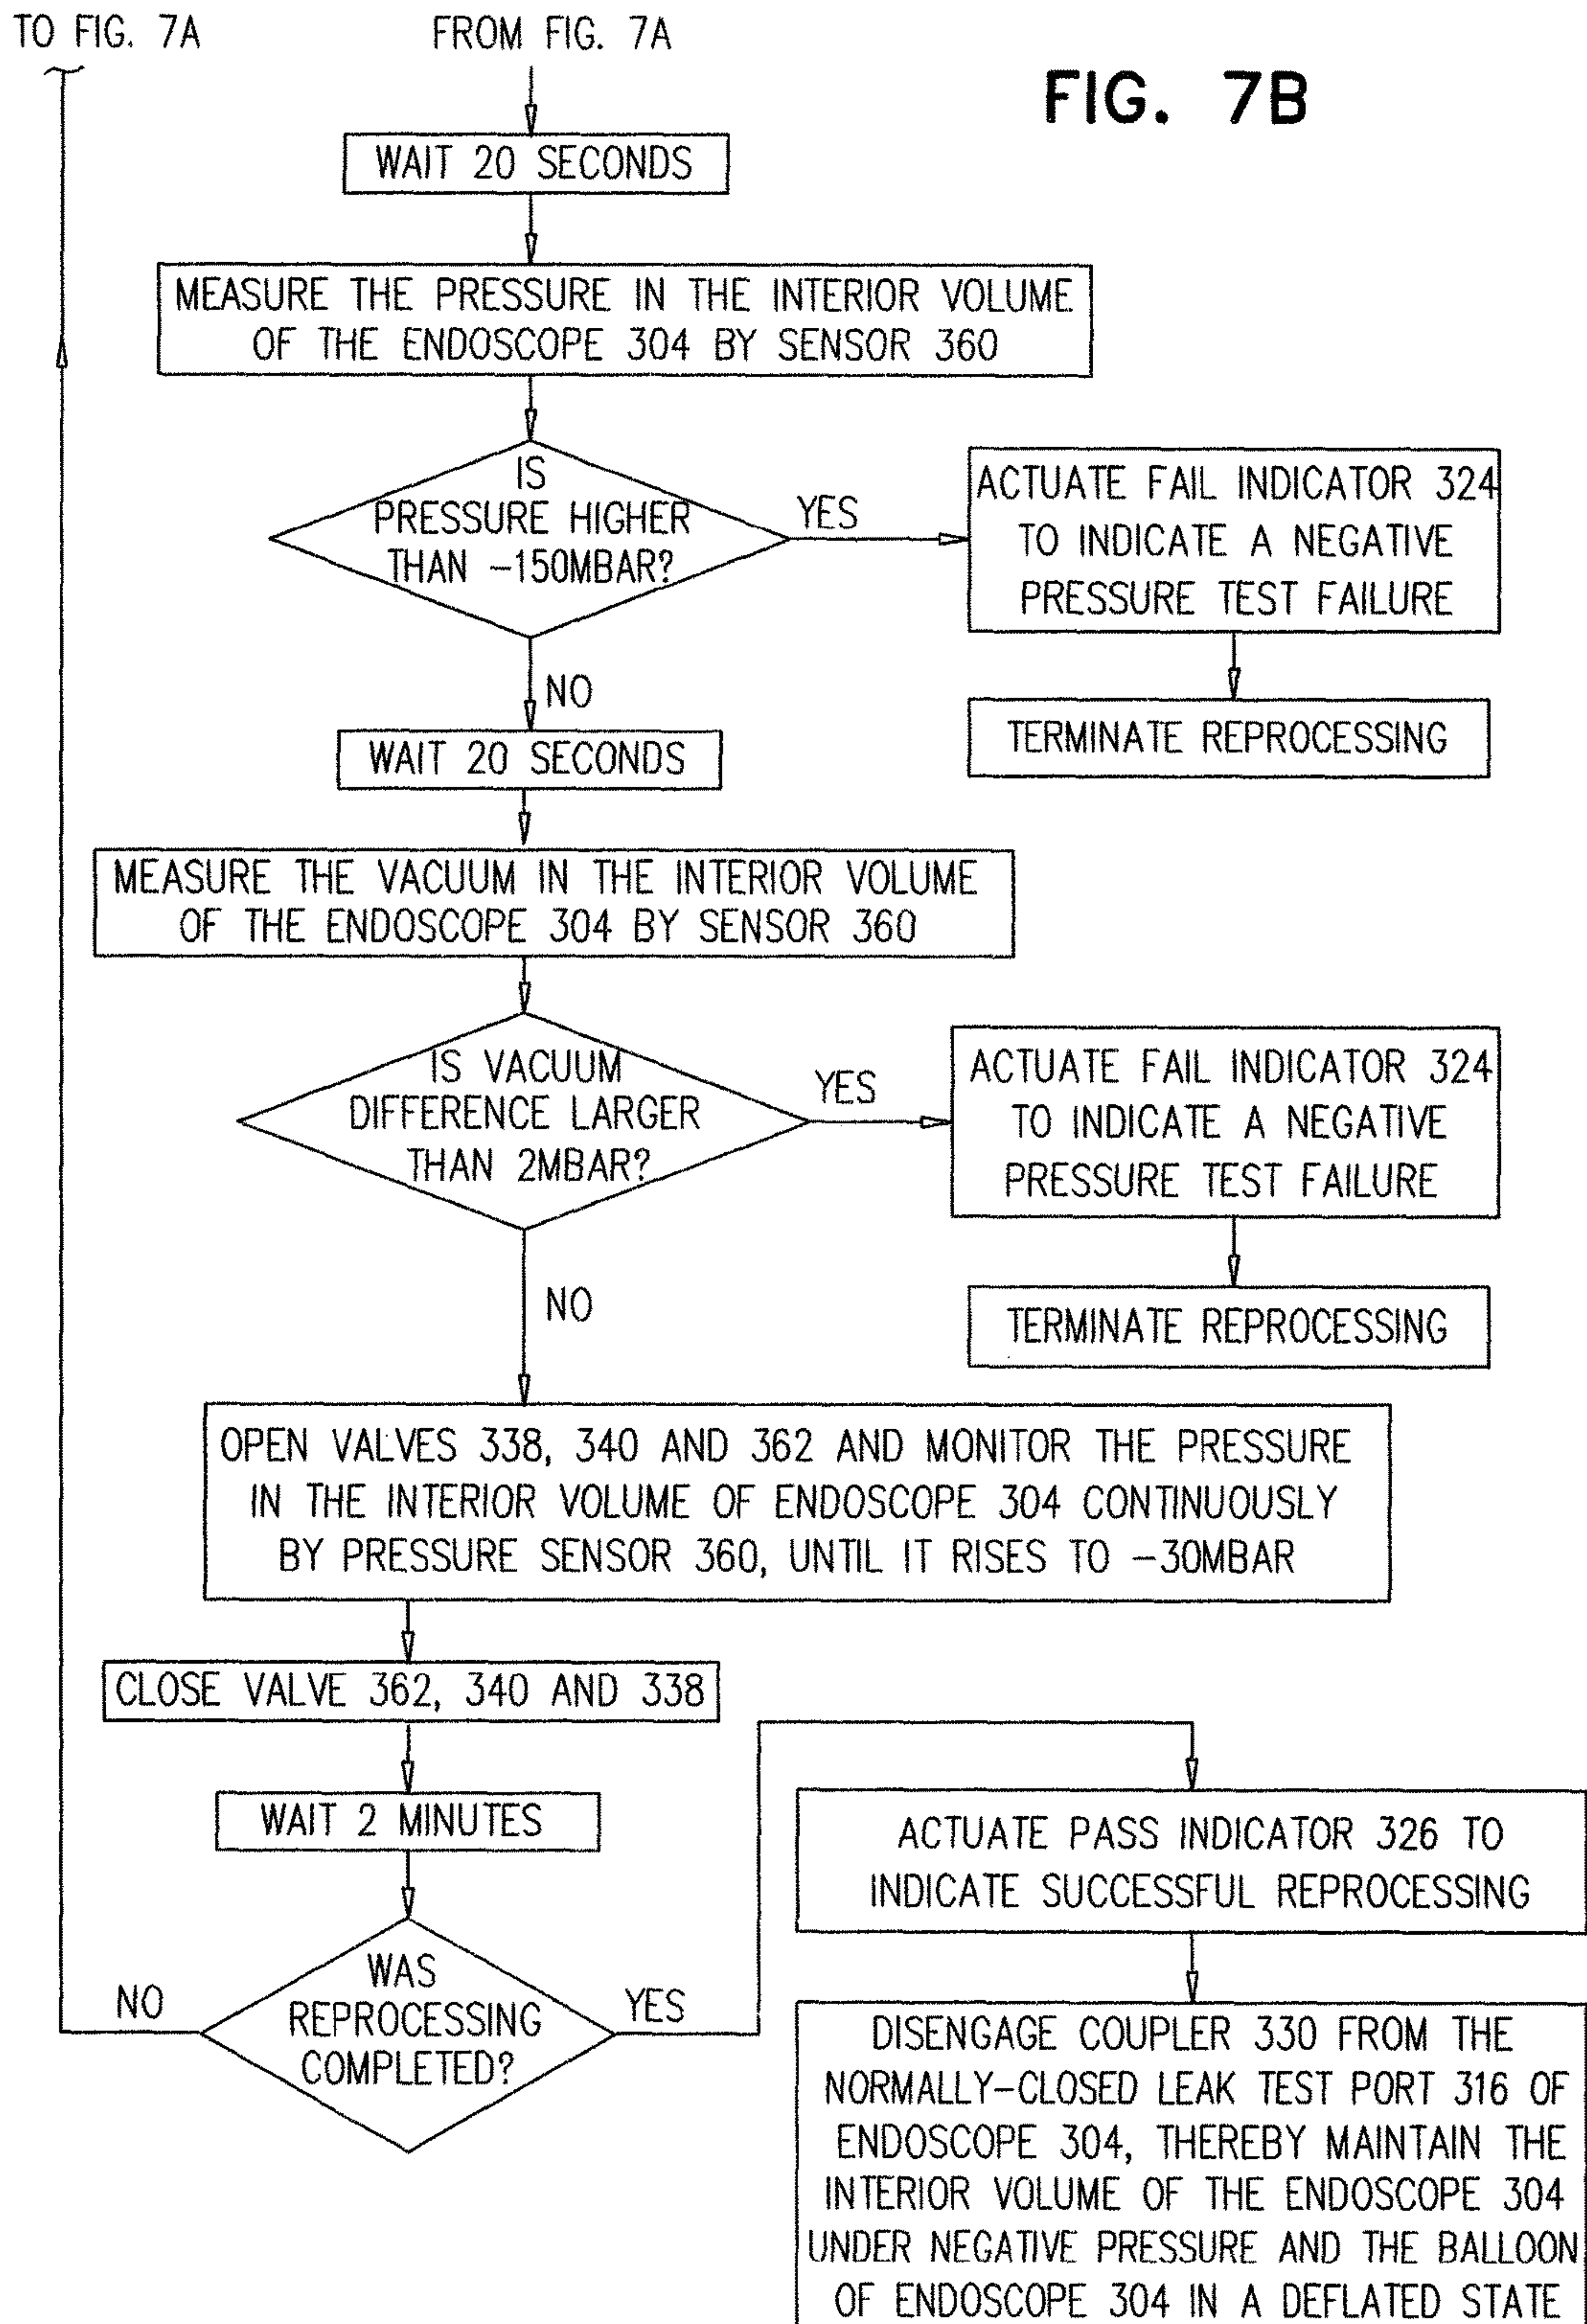 TO FIG. 7A
FROM FIG. 7A
FIG. 7B
WAIT 20 SECONDS
MEASURE THE PRESSURE IN THE INTERIOR VOLUME
OF THE ENDOSCOPE 304 BY SENSOR 360
IS
PRESSURE HIGHER
THAN -150MBAR?
YES
ACTUATE FAIL INDICATOR 324
TO INDICATE A NEGATIVE
PRESSURE TEST FAILURE
TERMINATE REPROCESSING
NO
WAIT 20 SECONDS
MEASURE THE VACUUM IN THE INTERIOR VOLUME
OF THE ENDOSCOPE 304 BY SENSOR 360
IS VACUUM
DIFFERENCE LARGER
THAN 2MBAR?
YES
ACTUATE FAIL INDICATOR 324
TO INDICATE A NEGATIVE
PRESSURE TEST FAILURE
TERMINATE REPROCESSING
NO
OPEN VALVES 338, 340 AND 362 AND MONITOR THE PRESSURE
IN THE INTERIOR VOLUME OF ENDOSCOPE 304 CONTINUOUSLY
BY PRESSURE SENSOR 360, UNTIL IT RISES TO -30MBAR
CLOSE VALVE 362, 340 AND 338
WAIT 2 MINUTES
WAS
REPROCESSING
COMPLETED?
NO
YES
ACTUATE PASS INDICATOR 326 TO
INDICATE SUCCESSFUL REPROCESSING
DISENGAGE COUPLER 330 FROM THE
NORMALLY-CLOSED LEAK TEST PORT 316 OF
ENDOSCOPE 304, THEREBY MAINTAIN THE
INTERIOR VOLUME OF THE ENDOSCOPE 304
UNDER NEGATIVE PRESSURE AND THE BALLOON
OF ENDOSCOPE 304 IN A DEFLATED STATE